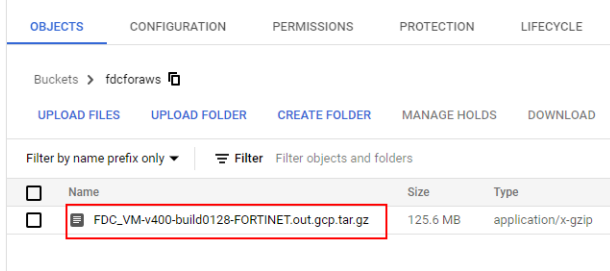 OBJECTS CONFIGURATION PERMISSIONS PROTECTION LIFECYCLE
Buckets > fdcforaws
UPLOAD FILES UPLOAD FOLDER CREATE FOLDER MANAGE HOLDS DOWNLOAD
Filter by name prefix only Filter Filter objects and folders
Name Size Type
FDC_VM-v400-build0128-FORTINET.out.gcp.tar.gz 125.6 MB application/x-gzip